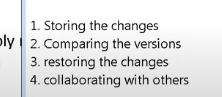 1. Storing the changes
2. Comparing the versions
3. restoring the changes
4. collaborating with others